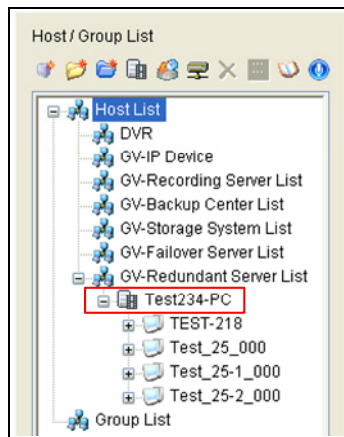 Host / Group List
Host List
DVR
GV-IP Device
GV-Recording Server List
GV-Backup Center List
GV-Storage System List
GV-Failover Server List
GV-Redundant Server List
Test234-PC
TEST-218
Test_25_000
Test_25-1_000
Test_25-2_000
Group List